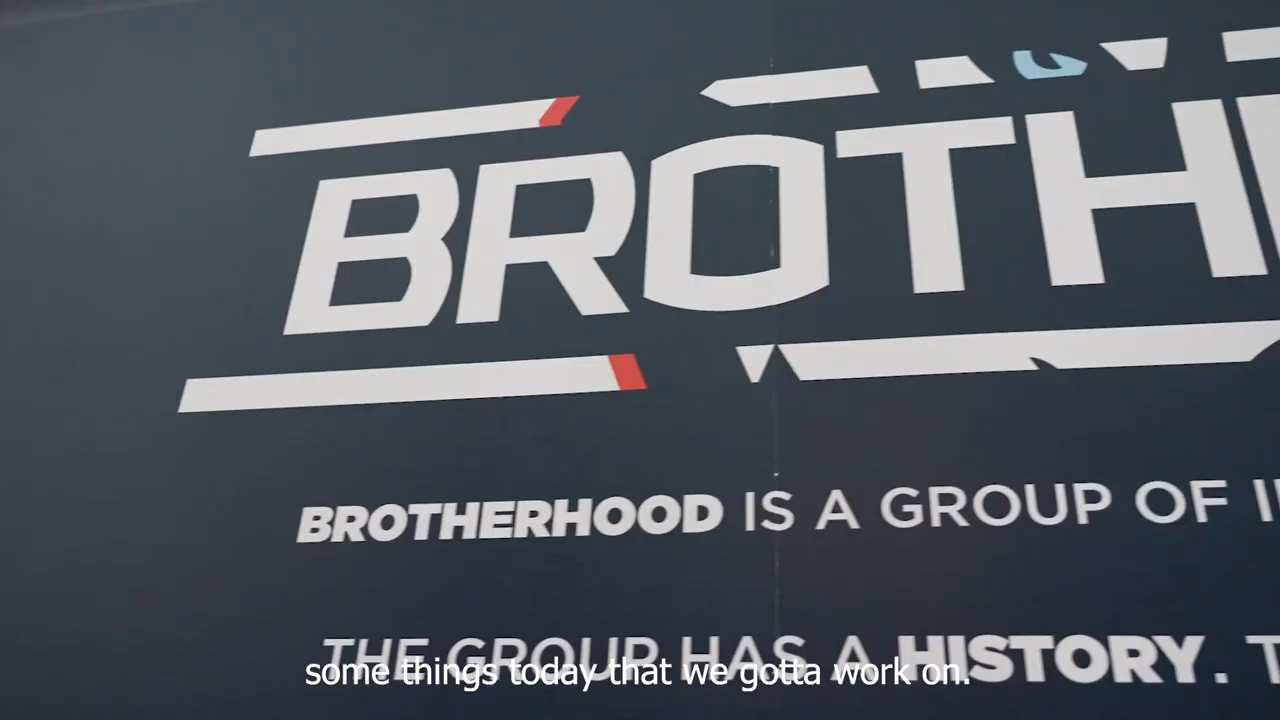 BROTH
BROTHERHOOD IS A GROUP OF
THE GROUP HAS A HISTORY.
some things today that we gotta work on.